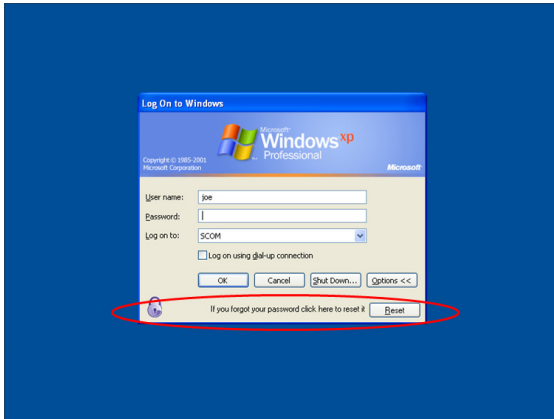 Log On to Windows
Microsoft
Windows xp
Professional
Copyright © 1985-2001
Microsoft Corporation
Microsoft
User name: joe
Password:
Log on to: SCOM
Log on using dial-up connection
OK Cancel Shut Down... Options <<
If you forgot your password click here to reset it Reset